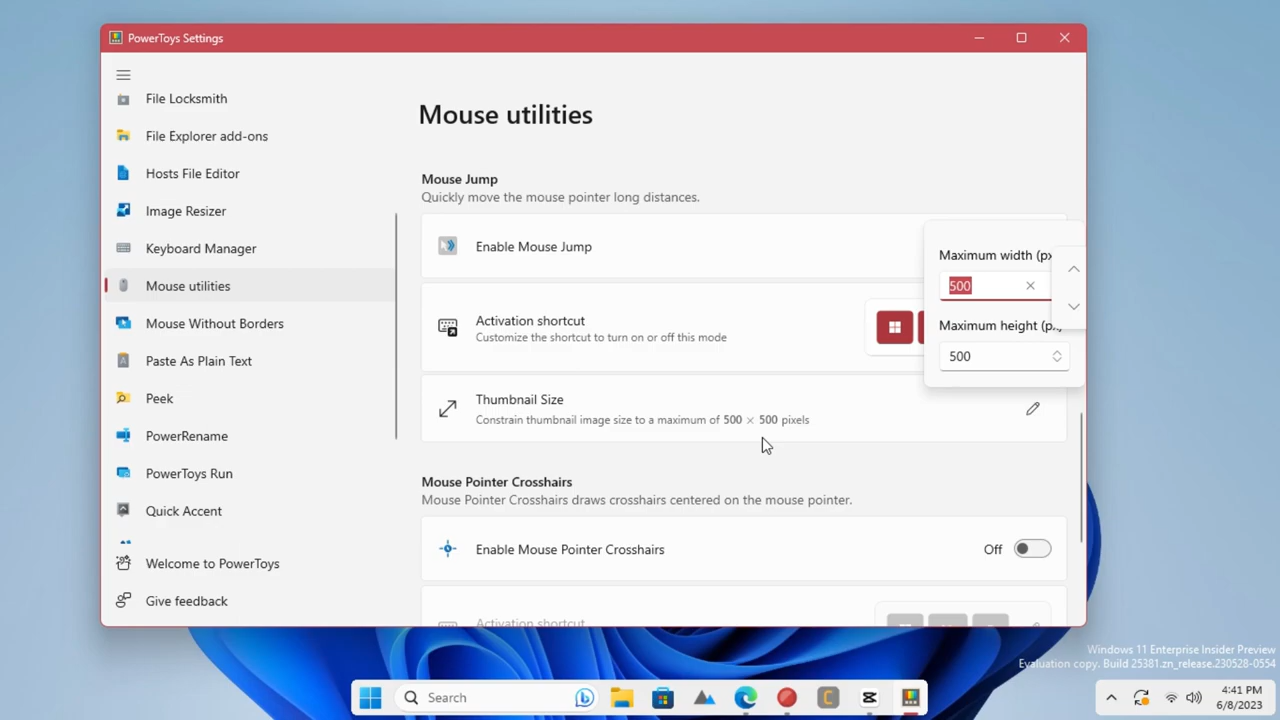 PowerToys Settings
File Locksmith
File Explorer add-ons
Hosts File Editor
Image Resizer
Keyboard Manager
Mouse utilities
Mouse Without Borders
Paste As Plain Text
Peek
PowerRename
PowerToys Run
Quick Accent
Welcome to PowerToys
Give feedback
Mouse utilities
Mouse Jump
Quickly move the mouse pointer long distances.
Enable Mouse Jump
Activation shortcut
Customize the shortcut to turn on or off this mode
Maximum width (px
500
Maximum height (px)
500
Thumbnail Size
Constrain thumbnail image size to a maximum of 500 × 500 pixels
Mouse Pointer Crosshairs
Mouse Pointer Crosshairs draws crosshairs centered on the mouse pointer.
Enable Mouse Pointer Crosshairs
Off
Activation shortcut
Windows 11 Enterprise Insider Preview
Evaluation copy. Build 25381.zn_release.230528-0554
Search
4:41 PM
6/8/2023